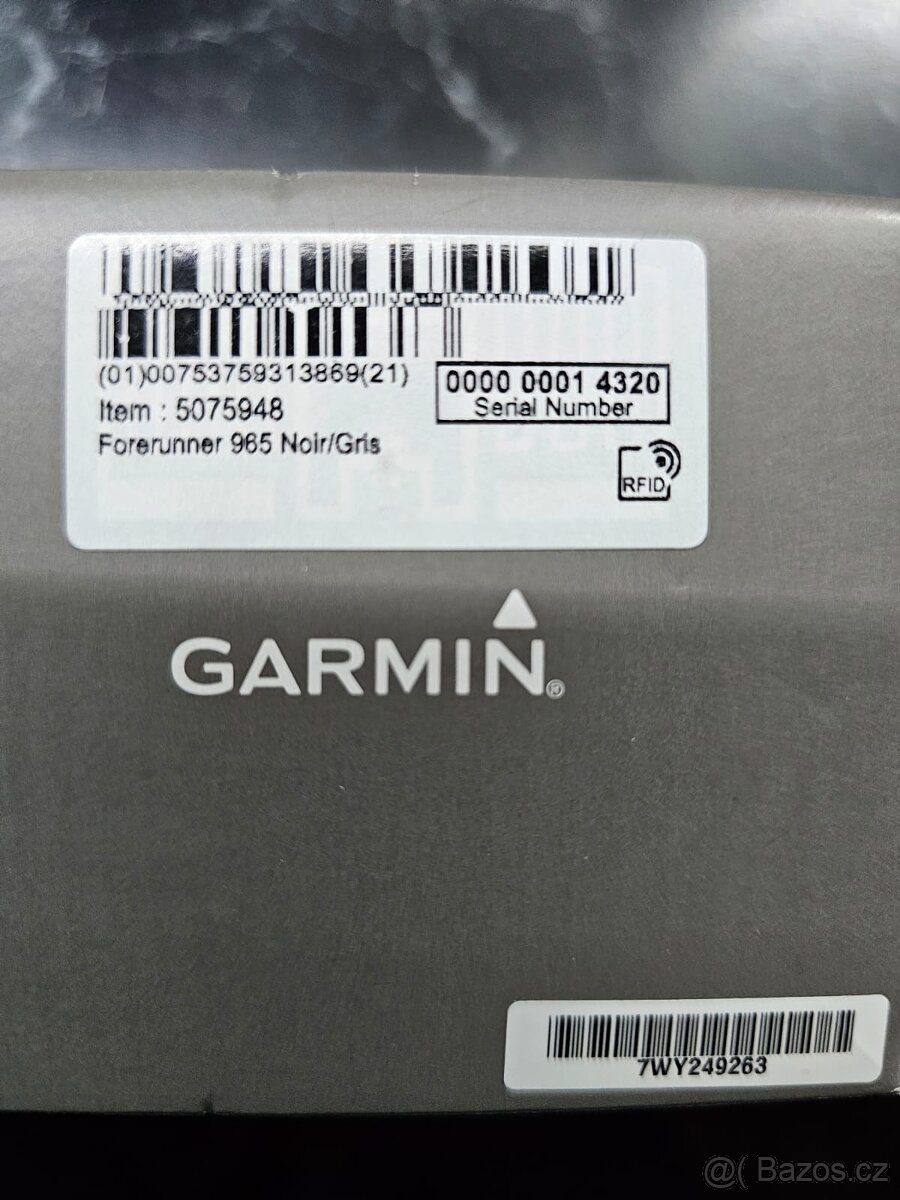 (01)00753759313869(21)
0000 0001 4320
Serial Number
Item : 5075948
Forerunner 965 Noir/Gris
RFID
GARMIN®
7WY249263
@( Bazos.cz